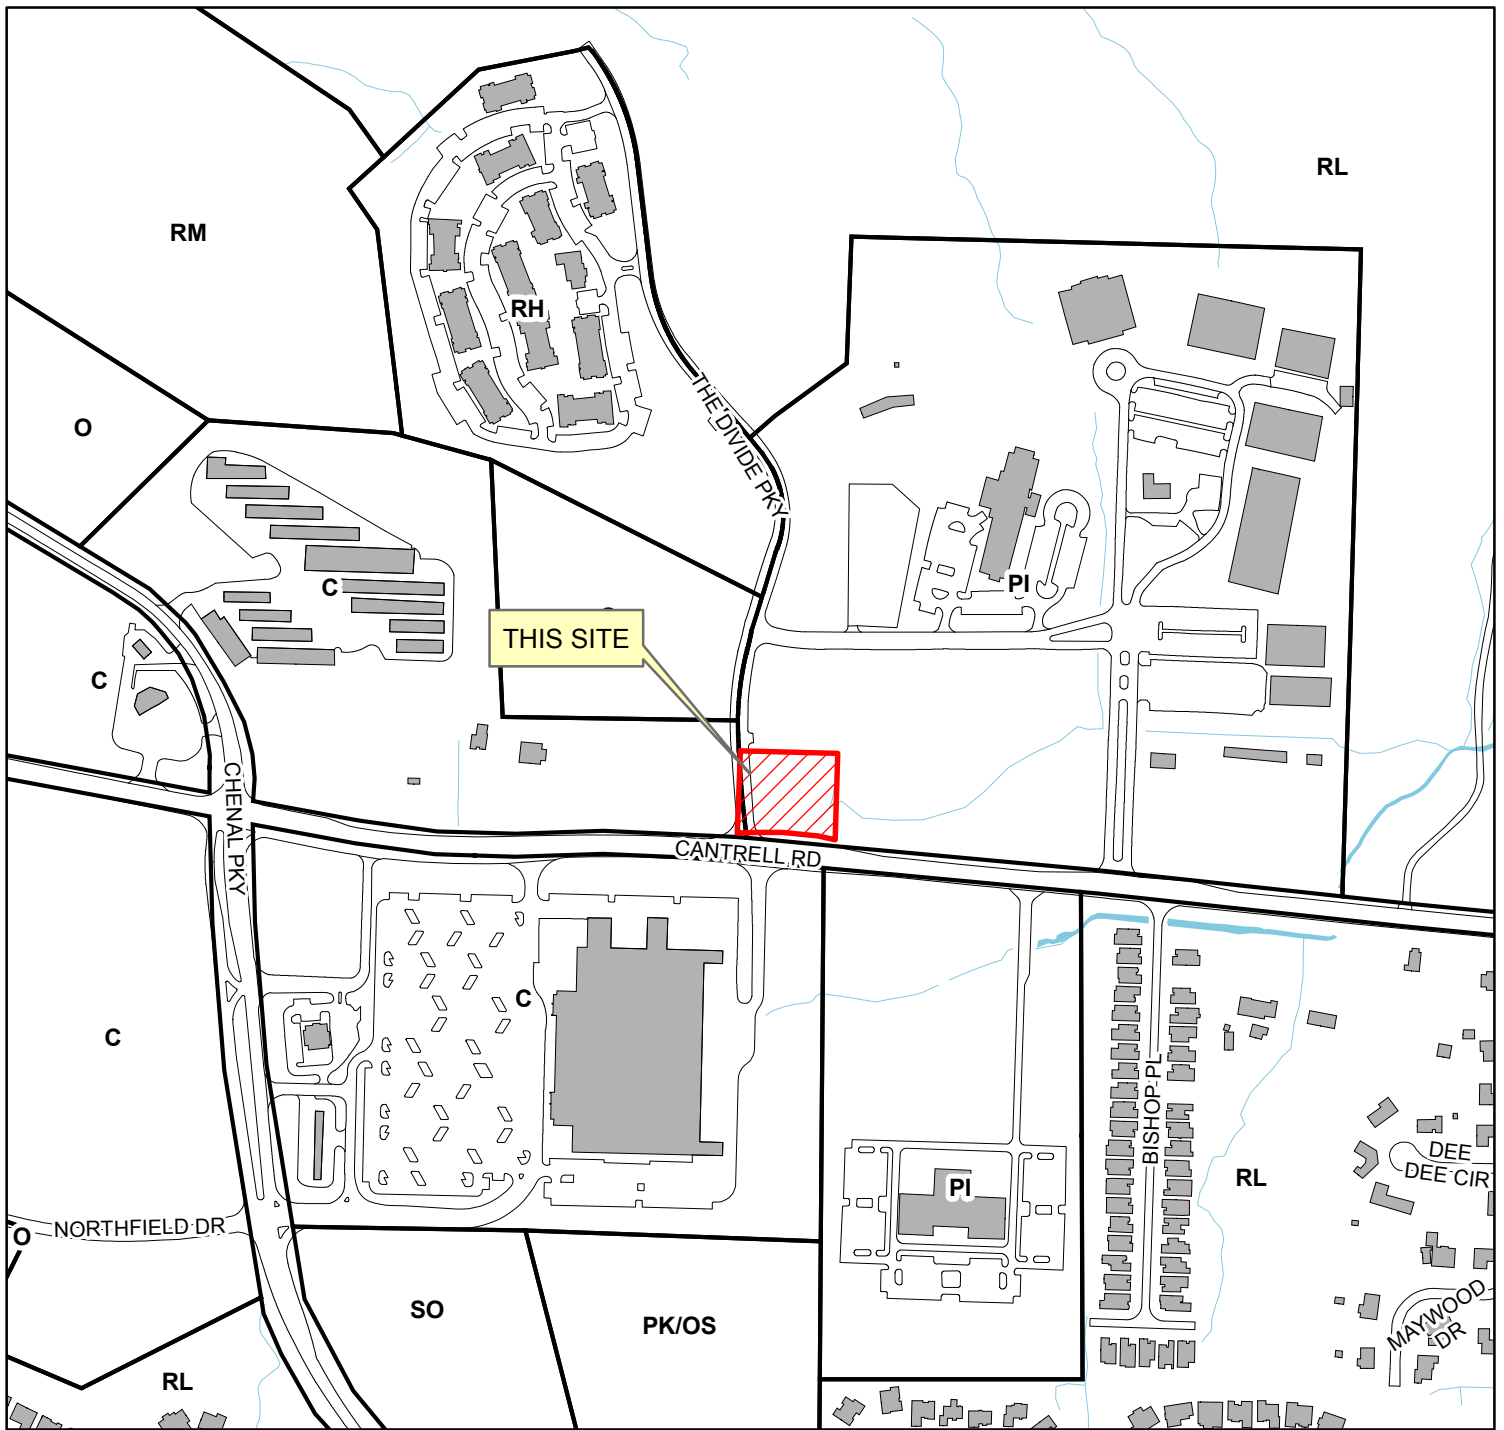 RL
RM
RH
THE DIVIDE PKY
O
PI
C
THIS SITE
C
CHENAL PKY
CANTRELL RD
C
C
BISHOP PL
DEE
DEE CIR
RL
PI
NORTHFIELD DR
O
SO
PK/OS
MAYWOOD
DR
RL